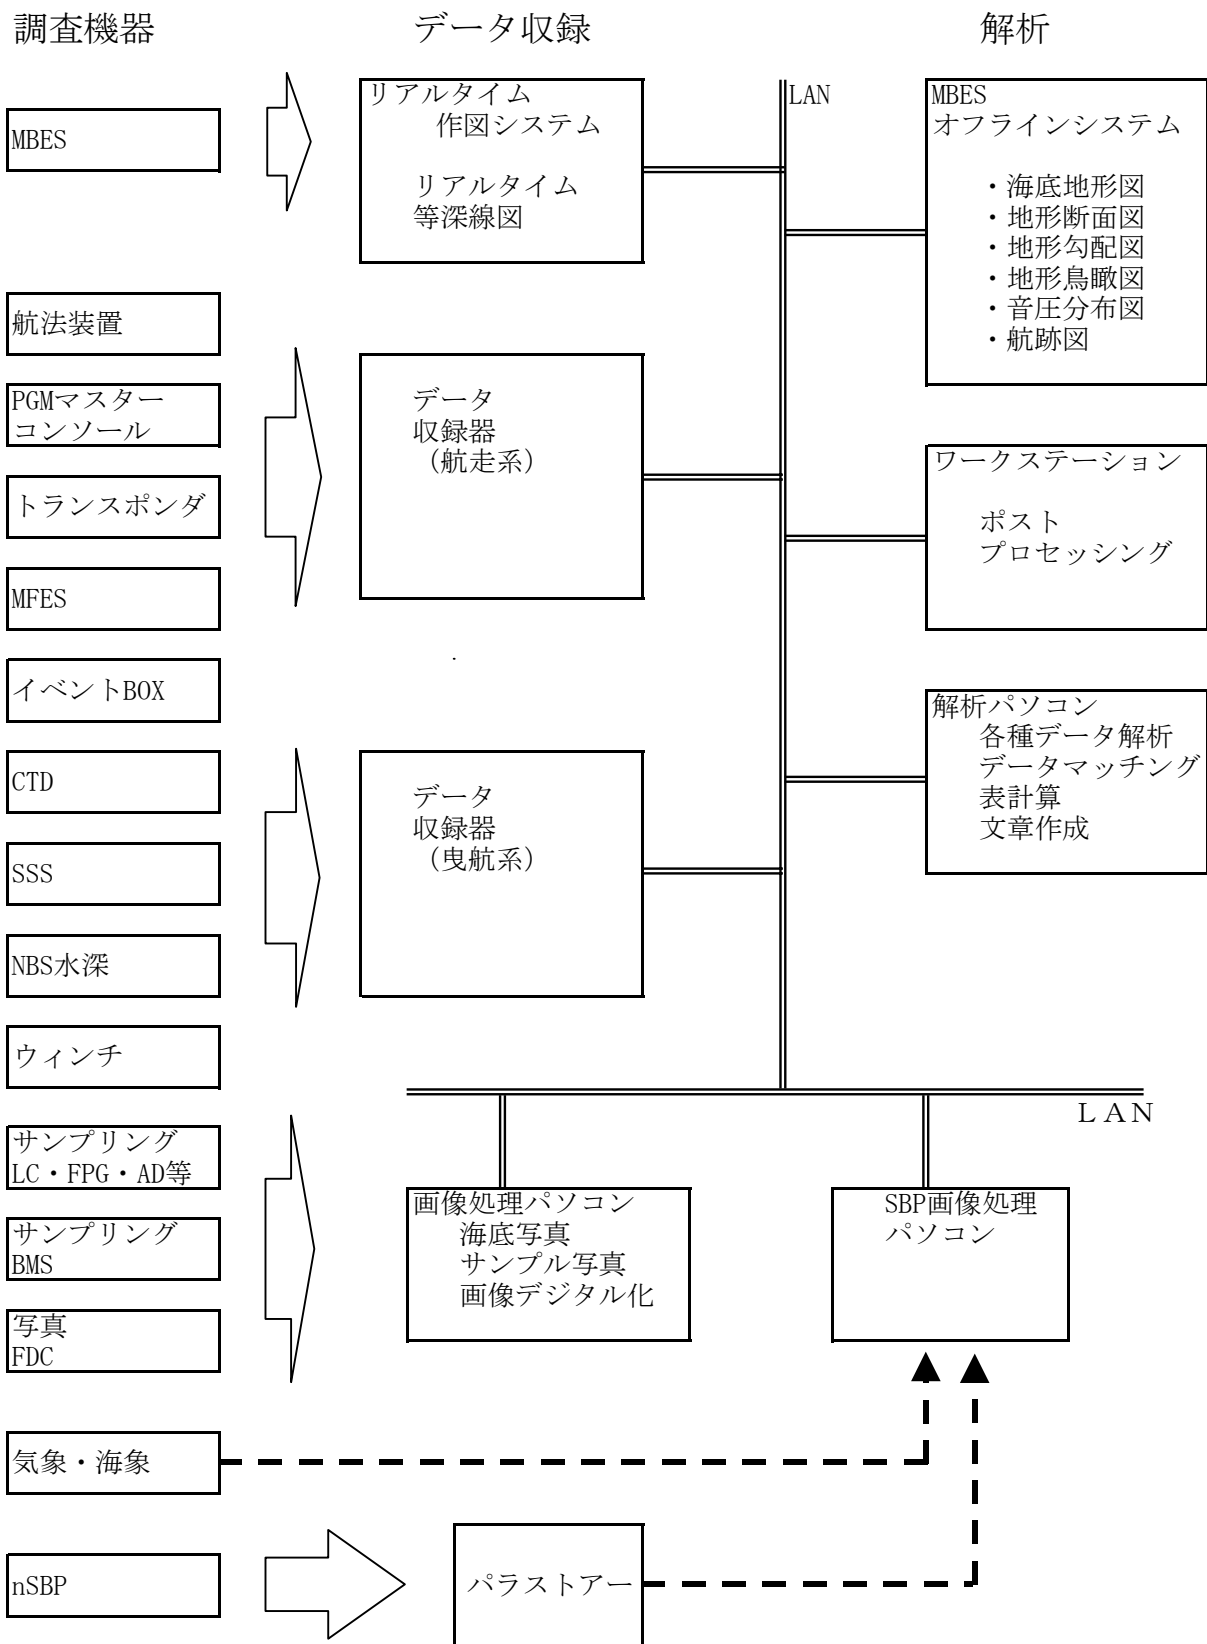 調査機器
データ収録
解析
MBES
リアルタイム
作図システム
リアルタイム
等深線図
LAN
MBES
オフラインシステム
・海底地形図
・地形断面図
・地形勾配図
・地形鳥瞰図
・音圧分布図
・航跡図
航法装置
PGMマスター
コンソール
トランスポンダ
MFES
データ
収録器
(航走系)
ワークステーション
ポスト
プロセッシング
イベントBOX
CTD
SSS
NBS水深
ウィンチ
データ
収録器
(曳航系)
解析パソコン
各種データ解析
データマッチング
表計算
文章作成
LAN
サンプリング
LC・FPG・AD等
サンプリング
BMS
写真
FDC
画像処理パソコン
海底写真
サンプル写真
画像デジタル化
SBP画像処理
パソコン
気象・海象
nSBP
パラストアー